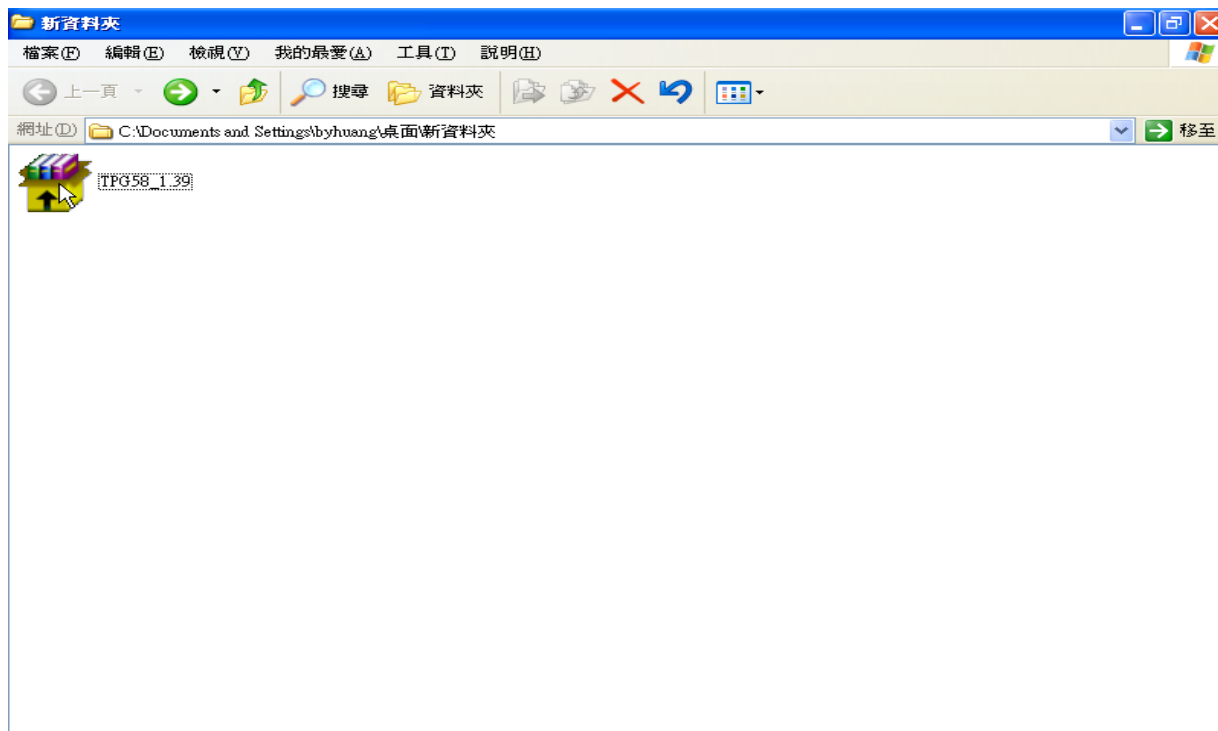 新資料夾
檔案(F) 編輯(E) 檢視(V) 我的最愛(A) 工具(T) 說明(H)
上一頁 搜尋 資料夾
網址(D) C:\Documents and Settings\byhuang\桌面\新資料夾 移至
TPG58_1.39